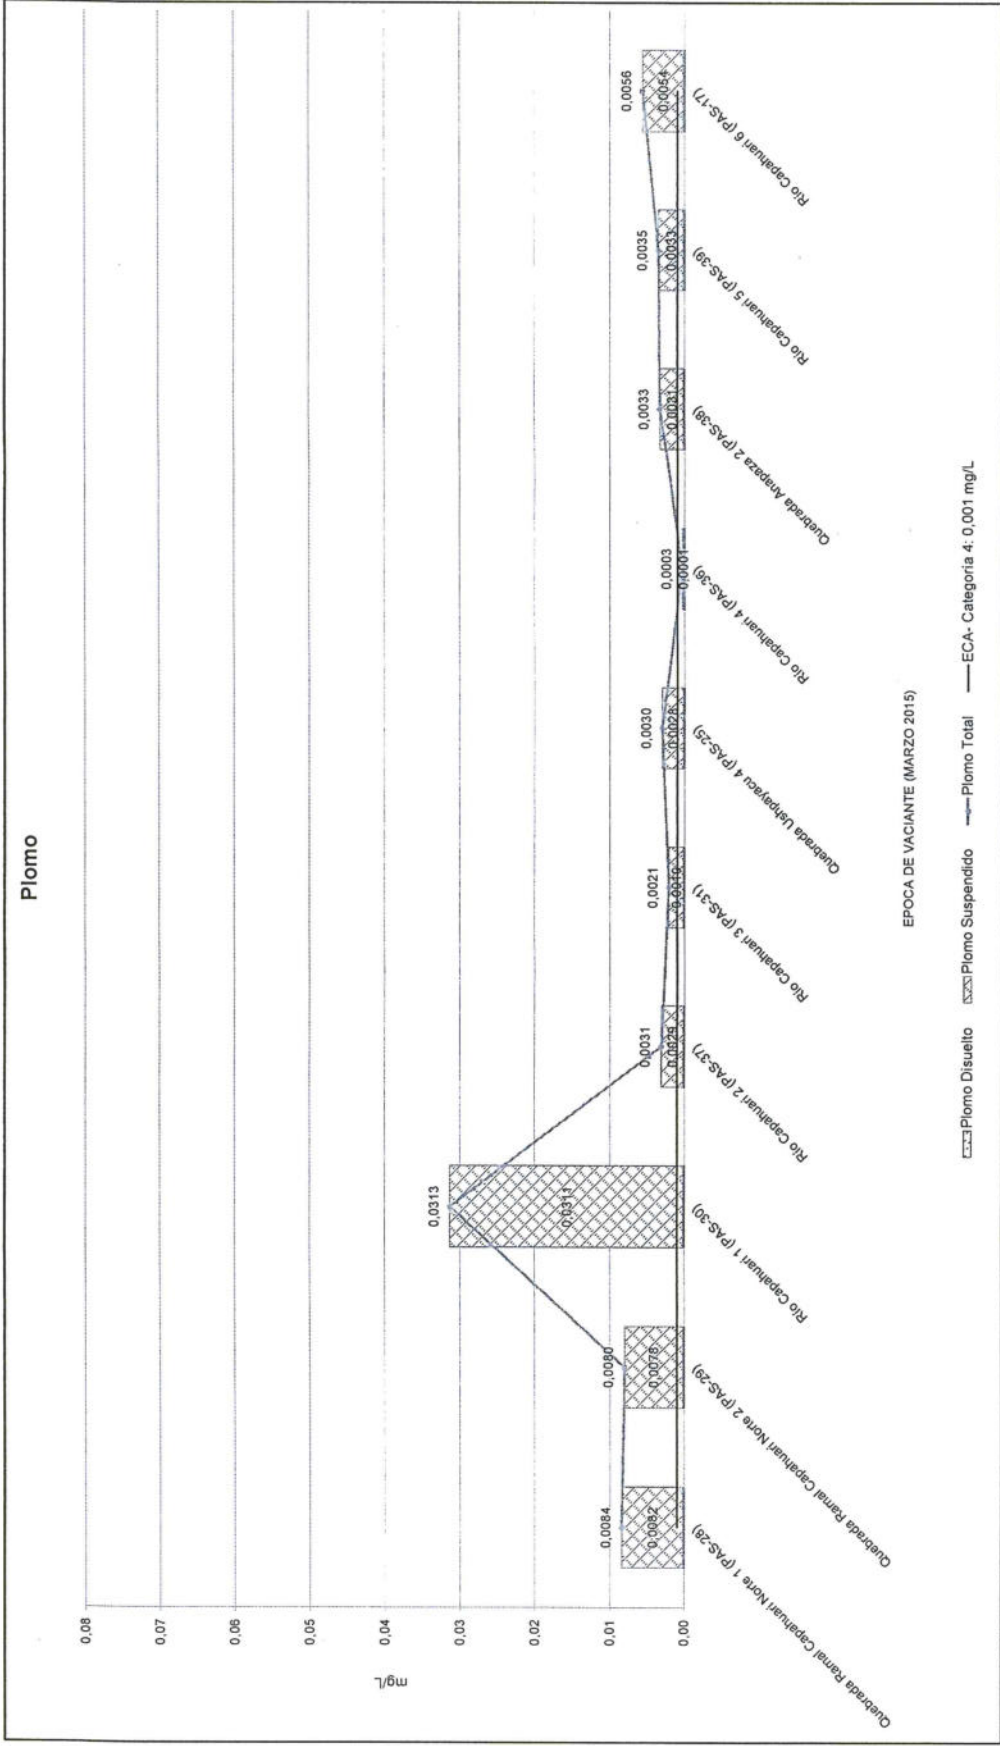 Plomo
mg/L
0,08
0,07
0,06
0,05
0,04
0,03
0,02
0,01
0,00
0,0084
0,0082
0,0080
0,0078
0,0313
0,0311
0,0031
0,0029
0,0021
0,0019
0,0030
0,0028
0,0003
0,0001
0,0033
0,0031
0,0035
0,0033
0,0056
0,0054
Quebrada Ramal Capahuari Norte 1 (PAS-28)
Quebrada Ramal Capahuari Norte 2 (PAS-29)
Río Capahuari 1 (PAS-30)
Río Capahuari 2 (PAS-37)
Río Capahuari 3 (PAS-31)
Quebrada Ushpayacu 4 (PAS-25)
Río Capahuari 4 (PAS-36)
Quebrada Anapaza 2 (PAS-38)
Río Capahuari 5 (PAS-39)
Río Capahuari 6 (PAS-17)
EPOCA DE VACIANTE (MARZO 2015)
Plomo Disuelto Plomo Suspendido Plomo Total ECA- Categoria 4: 0,001 mg/L